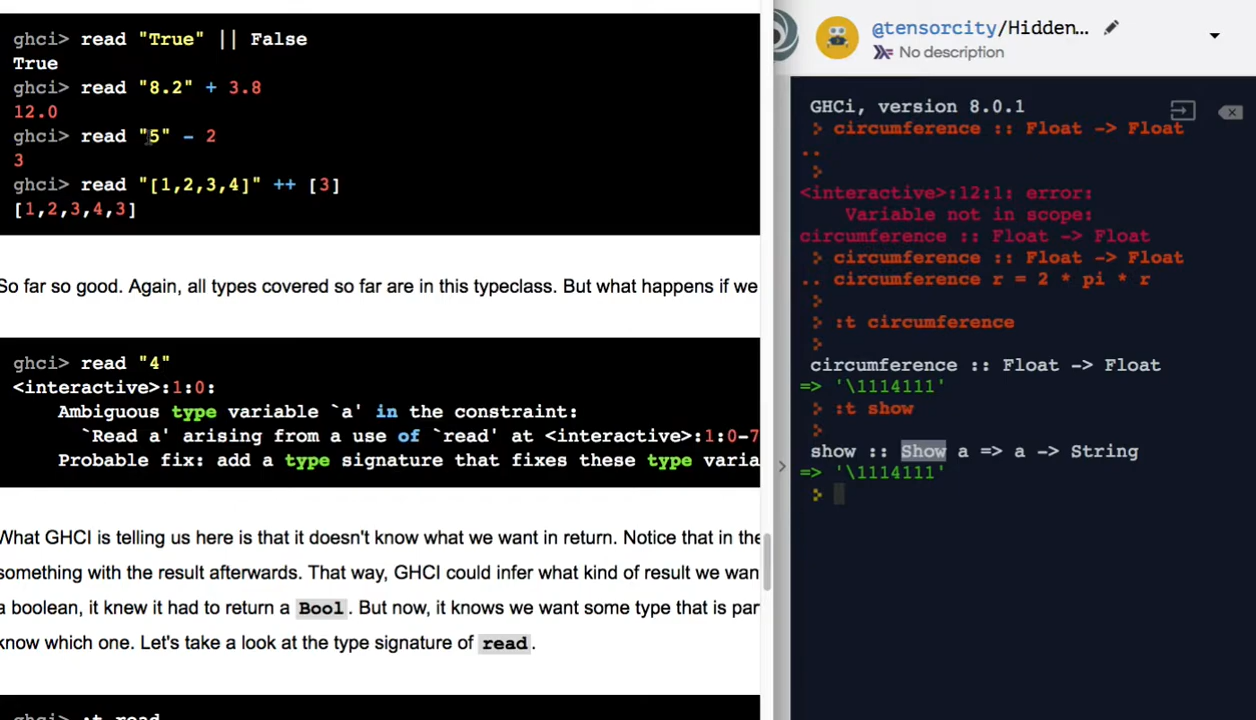 ghci> read "True" || False
True
ghci> read "8.2" + 3.8
12.0
ghci> read "5" - 2
3
ghci> read "[1,2,3,4]" ++ [3]
[1,2,3,4,3]
So far so good. Again, all types covered so far are in this typeclass. But what happens if we
ghci> read "4"
<interactive>:1:0:
    Ambiguous type variable `a' in the constraint:
      `Read a' arising from a use of `read' at <interactive>:1:0-7
    Probable fix: add a type signature that fixes these type varia
What GHCI is telling us here is that it doesn't know what we want in return. Notice that in the
something with the result afterwards. That way, GHCI could infer what kind of result we wan
a boolean, it knew it had to return a Bool. But now, it knows we want some type that is par
know which one. Let's take a look at the type signature of read.
ghci> :t read
@tensorcity/Hidden...
No description
GHCi, version 8.0.1
circumference :: Float -> Float
..
<interactive>:12:1: error:
    Variable not in scope:
circumference :: Float -> Float
circumference :: Float -> Float
.. circumference r = 2 * pi * r
:t circumference
circumference :: Float -> Float
=> '\1114111'
:t show
show :: Show a => a -> String
=> '\1114111'